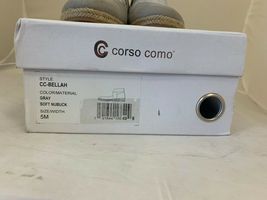 corso como
STYLE
CC-BELLAH
COLOR/MATERIAL
GRAY
SOFT NUBUCK
SIZE/WIDTH
5M